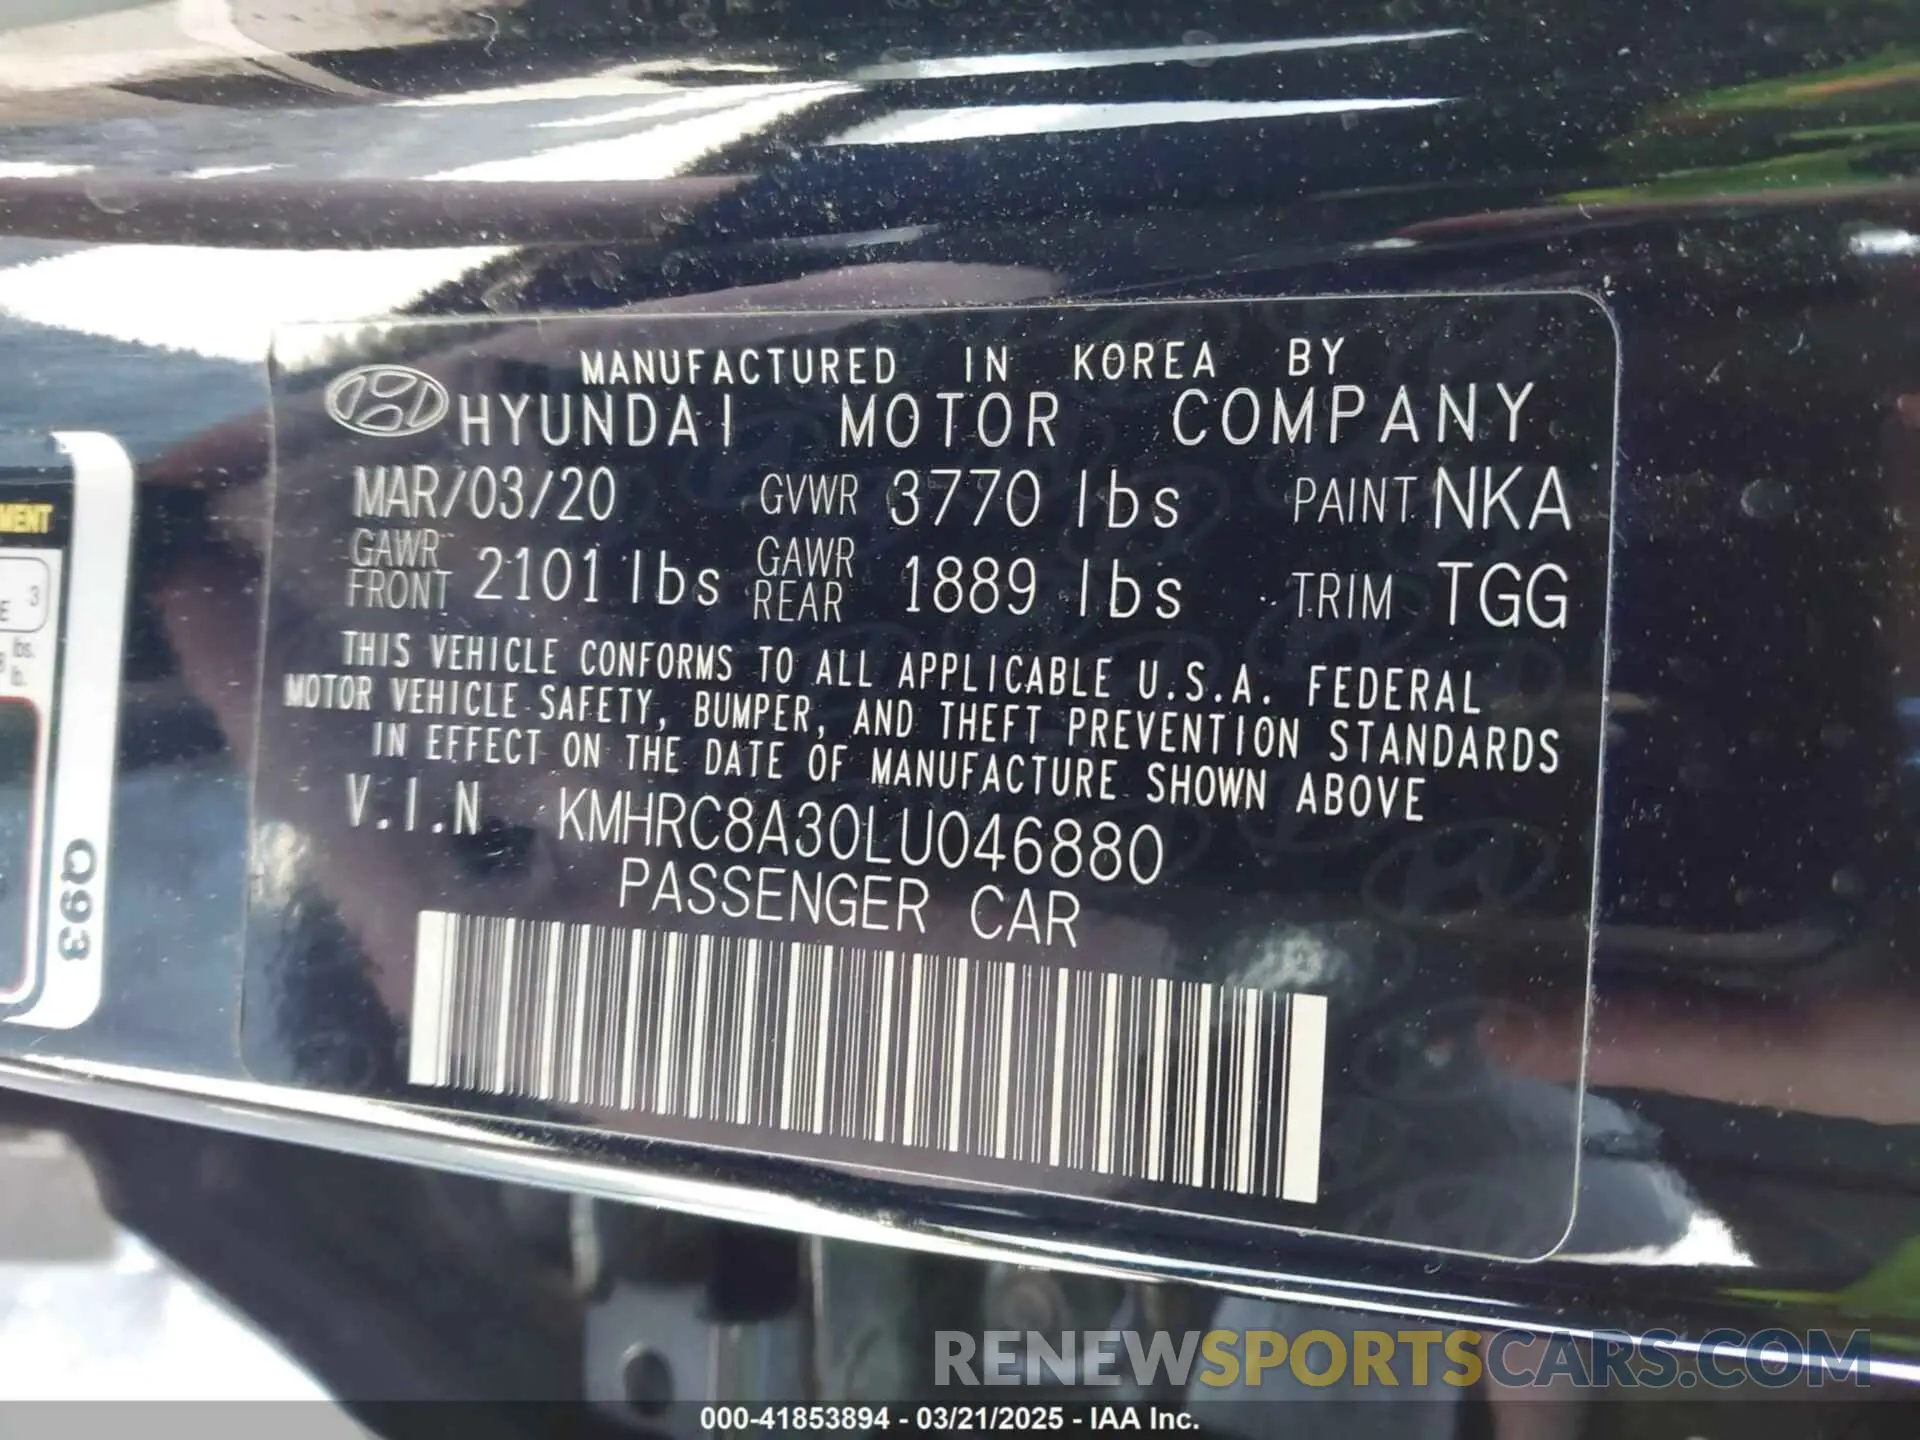 MANUFACTURED IN KOREA BY
HYUNDAI MOTOR COMPANY
MAR/03/20 GVWR 3770 lbs PAINT NKA
GAWR FRONT 2101 lbs GAWR REAR 1889 lbs TRIM TGG
THIS VEHICLE CONFORMS TO ALL APPLICABLE U.S.A. FEDERAL
MOTOR VEHICLE SAFETY, BUMPER, AND THEFT PREVENTION STANDARDS
IN EFFECT ON THE DATE OF MANUFACTURE SHOWN ABOVE
V.I.N KMHRC8A30LU046880
PASSENGER CAR
3
lbs.
lb.
Q93
RENEWSPORTSCARS.COM
000-41853894 - 03/21/2025 - IAA Inc.